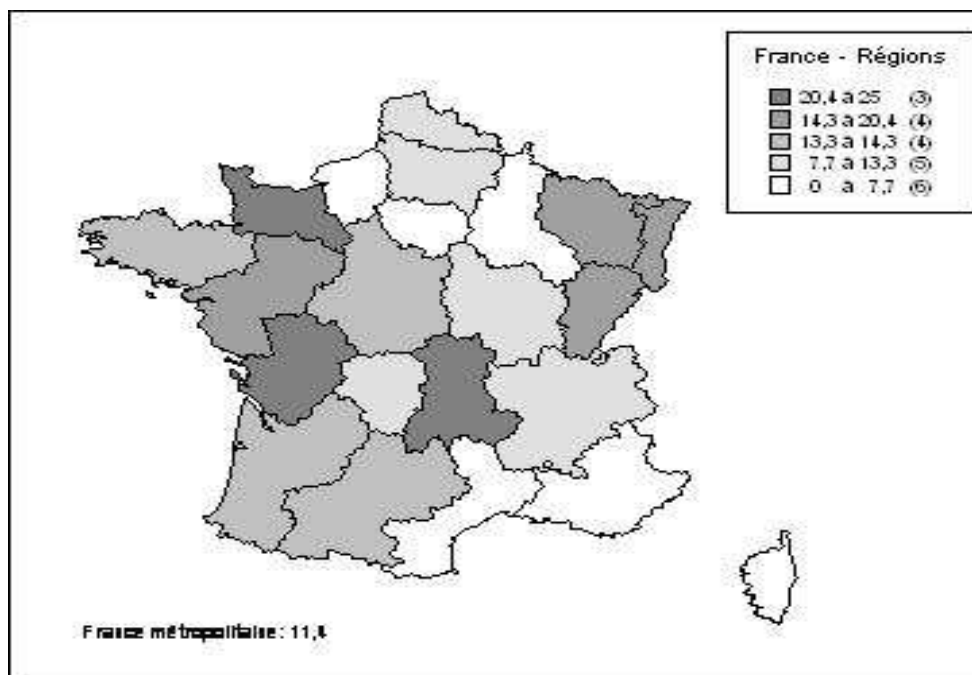 France - Régions
20,4 à 25 (3)
14,3 à 20,4 (4)
13,3 à 14,3 (4)
7,7 à 13,3 (5)
0 à 7,7 (6)
France métropolitaine : 11,4